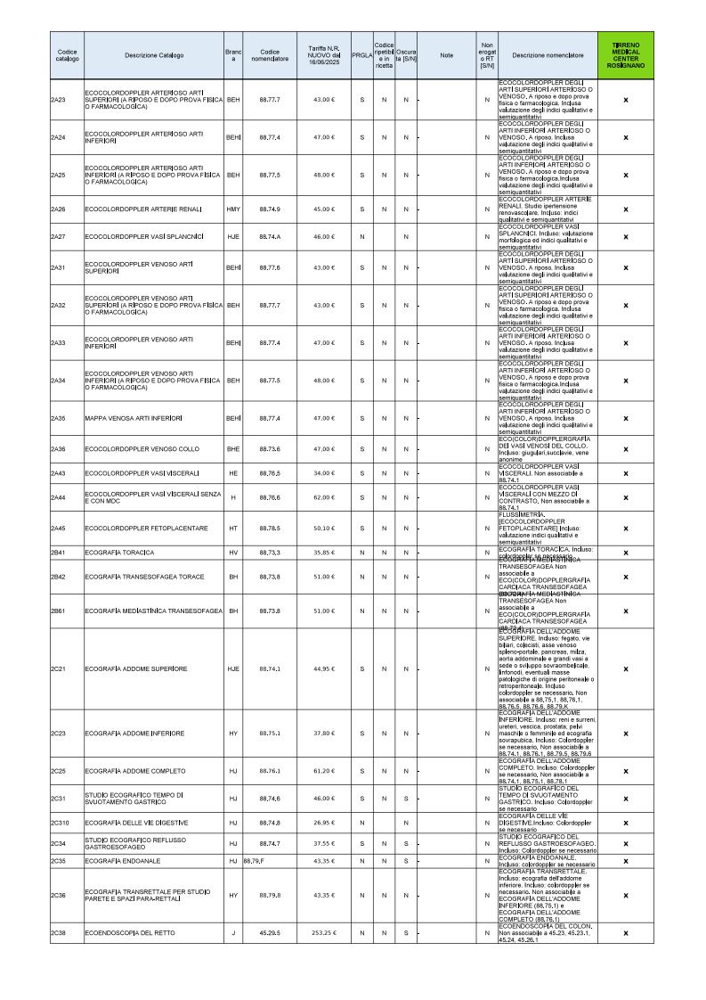 Codice catalogo | Descrizione Catalogo | Branca | Codice nomenclatore | Tariffa N.R. NUOVO dal 16/06/2025 | PRGLA | Codice ripetibile in ricetta | Oscurata [S/N] | Note | Non erogato RT [S/N] | Descrizione nomenclatore | TIRRENO MEDICAL CENTER ROSIGNANO
2A23 | ECOCOLORDOPPLER ARTERIOSO ARTI SUPERIORI (A RIPOSO E DOPO PROVA FISICA O FARMACOLOGICA) | BEH | 88.77.7 | 43,00 € | S | N | N | - | N | ECOCOLORDOPPLER DEGLI ARTI SUPERIORI ARTERIOSO O VENOSO. A riposo e dopo prova fisica o farmacologica. Inclusa valutazione degli indici qualitativi e semiquantitativi | X
2A24 | ECOCOLORDOPPLER ARTERIOSO ARTI INFERIORI | BEHI | 88.77.4 | 47,00 € | S | N | N | - | N | ECOCOLORDOPPLER DEGLI ARTI INFERIORI ARTERIOSO O VENOSO. A riposo. Inclusa valutazione degli indici qualitativi e semiquantitativi | X
2A25 | ECOCOLORDOPPLER ARTERIOSO ARTI INFERIORI (A RIPOSO E DOPO PROVA FISICA O FARMACOLOGICA) | BEH | 88.77.5 | 48,00 € | S | N | N | - | N | ECOCOLORDOPPLER DEGLI ARTI INFERIORI ARTERIOSO O VENOSO. A riposo e dopo prova fisica o farmacologica.Inclusa valutazione degli indici qualitativi e semiquantitativi | X
2A26 | ECOCOLORDOPPLER ARTERIE RENALI | HMY | 88.74.9 | 45,00 € | S | N | N | - | N | ECOCOLORDOPPLER ARTERIE RENALI. Studio ipertensione renovascolare. Incluso: indici qualitativi e semiquantitativi | X
2A27 | ECOCOLORDOPPLER VASI SPLANCNICI | HJE | 88.74.A | 46,00 € | N | | N | - | N | ECOCOLORDOPPLER VASI SPLANCNICI. Incluso: valutazione morfologica ed indici qualitativi e semiquantitativi | X
2A31 | ECOCOLORDOPPLER VENOSO ARTI SUPERIORI | BEHI | 88.77.6 | 43,00 € | S | N | N | - | N | ECOCOLORDOPPLER DEGLI ARTI SUPERIORI ARTERIOSO O VENOSO. A riposo. Inclusa valutazione degli indici qualitativi e semiquantitativi | X
2A32 | ECOCOLORDOPPLER VENOSO ARTI SUPERIORI (A RIPOSO E DOPO PROVA FISICA O FARMACOLOGICA) | BEH | 88.77.7 | 43,00 € | S | N | N | - | N | ECOCOLORDOPPLER DEGLI ARTI SUPERIORI ARTERIOSO O VENOSO. A riposo e dopo prova fisica o farmacologica. Inclusa valutazione degli indici qualitativi e semiquantitativi | X
2A33 | ECOCOLORDOPPLER VENOSO ARTI INFERIORI | BEHI | 88.77.4 | 47,00 € | S | N | N | - | N | ECOCOLORDOPPLER DEGLI ARTI INFERIORI ARTERIOSO O VENOSO. A riposo. Inclusa valutazione degli indici qualitativi e semiquantitativi | X
2A34 | ECOCOLORDOPPLER VENOSO ARTI INFERIORI (A RIPOSO E DOPO PROVA FISICA O FARMACOLOGICA) | BEH | 88.77.5 | 48,00 € | S | N | N | - | N | ECOCOLORDOPPLER DEGLI ARTI INFERIORI ARTERIOSO O VENOSO. A riposo e dopo prova fisica o farmacologica.Inclusa valutazione degli indici qualitativi e semiquantitativi | X
2A35 | MAPPA VENOSA ARTI INFERIORI | BEHI | 88.77.4 | 47,00 € | S | N | N | - | N | ECOCOLORDOPPLER DEGLI ARTI INFERIORI ARTERIOSO O VENOSO. A riposo. Inclusa valutazione degli indici qualitativi e semiquantitativi | X
2A36 | ECOCOLORDOPPLER VENOSO COLLO | BHE | 88.73.6 | 47,00 € | S | N | N | - | N | ECO(COLOR)DOPPLERGRAFIA DEI VASI VENOSI DEL COLLO. Incluso: giugulari,succlavie, vene anonime | X
2A43 | ECOCOLORDOPPLER VASI VISCERALI | HE | 88.76.5 | 34,00 € | S | N | N | - | N | ECOCOLORDOPPLER VASI VISCERALI. Non associabile a 88.74.1 | X
2A44 | ECOCOLORDOPPLER VASI VISCERALI SENZA E CON MDC | H | 88.76.6 | 62,00 € | S | N | N | - | N | ECOCOLORDOPPLER VASI VISCERALI CON MEZZO DI CONTRASTO. Non associabile a 88.74.1 | X
2A45 | ECOCOLORDOPPLER FETOPLACENTARE | HT | 88.78.5 | 50,10 € | S | N | N | - | N | FLUSSIMETRIA. [ECOCOLORDOPPLER FETOPLACENTARE] Incluso: valutazione indici qualitativi e semiquantitativi | X
2B41 | ECOGRAFIA TORACICA | HV | 88.73.3 | 35,85 € | N | N | N | - | N | ECOGRAFIA TORACICA. Incluso: colordoppler se necessario | X
2B42 | ECOGRAFIA TRANSESOFAGEA TORACE | BH | 88.73.8 | 51,00 € | N | N | N | - | N | ECOGRAFIA MEDIASTINICA TRANSESOFAGEA Non associabile a ECO(COLOR)DOPPLERGRAFIA CARDIACA TRANSESOFAGEA | X
2B61 | ECOGRAFIA MEDIASTINICA TRANSESOFAGEA | BH | 88.73.8 | 51,00 € | N | N | N | - | N | ECOGRAFIA MEDIASTINICA TRANSESOFAGEA Non associabile a ECO(COLOR)DOPPLERGRAFIA CARDIACA TRANSESOFAGEA | X
2C21 | ECOGRAFIA ADDOME SUPERIORE | HJE | 88.74.1 | 44,95 € | S | N | N | - | N | ECOGRAFIA DELL'ADDOME SUPERIORE. Incluso: fegato, vie biliari, colecisti, asse venoso spleno-portale, pancreas, milza, aorta addominale e grandi vasi a sede o sviluppo sovraombelicale, linfonodi, eventuali masse patologiche di origine peritoneale o retroperitoneale. Incluso colordoppler se necessario. Non associabile a 88.75.1, 88.76.1, 88.76.5, 88.76.6, 88.79.K | X
2C23 | ECOGRAFIA ADDOME INFERIORE | HY | 88.75.1 | 37,80 € | S | N | N | - | N | ECOGRAFIA DELL'ADDOME INFERIORE. Incluso: reni e surreni, ureteri, vescica, prostata, pelvi maschile o femminile ed ecografia sovrapubica. Incluso: Colordoppler se necessario. Non associabile a 88.74.1, 88.76.1, 88.79.5, 88.79.6 | X
2C25 | ECOGRAFIA ADDOME COMPLETO | HJ | 88.76.1 | 61,20 € | S | N | N | - | N | ECOGRAFIA DELL'ADDOME COMPLETO. Incluso: Colordoppler se necessario, Non associabile a 88.74.1, 88.75.1, 88.78.1 | X
2C31 | STUDIO ECOGRAFICO TEMPO DI SVUOTAMENTO GASTRICO | HJ | 88.74.6 | 46,00 € | S | N | S | - | N | STUDIO ECOGRAFICO DEL TEMPO DI SVUOTAMENTO GASTRICO. Incluso: Colordoppler se necessario | X
2C310 | ECOGRAFIA DELLE VIE DIGESTIVE | HJ | 88.74.8 | 26,95 € | N | | N | - | N | ECOGRAFIA DELLE VIE DIGESTIVE.Incluso: Colordoppler se necessario | X
2C34 | STUDIO ECOGRAFICO REFLUSSO GASTROESOFAGEO | HJ | 88.74.7 | 37,55 € | S | N | S | - | N | STUDIO ECOGRAFICO DEL REFLUSSO GASTROESOFAGEO. Incluso: Colordoppler se necessario | X
2C35 | ECOGRAFIA ENDOANALE | HJ | 88.79.F | 43,35 € | N | N | S | - | N | ECOGRAFIA ENDOANALE. Incluso: colordoppler se necessario | X
2C36 | ECOGRAFIA TRANSRETTALE PER STUDIO PARETE E SPAZI PARA-RETTALI | HY | 88.79.8 | 43,35 € | N | N | N | - | N | ECOGRAFIA TRANSRETTALE. Incluso: ecografia dell'addome inferiore. Incluso: colordoppler se necessario. Non associabile a ECOGRAFIA DELL'ADDOME INFERIORE (88.75.1) e ECOGRAFIA DELL'ADDOME COMPLETO (88.76.1) | X
2C38 | ECOENDOSCOPIA DEL RETTO | J | 45.29.5 | 253,25 € | N | N | S | - | N | ECOENDOSCOPIA DEL COLON. Non associabile a 45.23, 45.23.1, 45.24, 45.26.1 | X